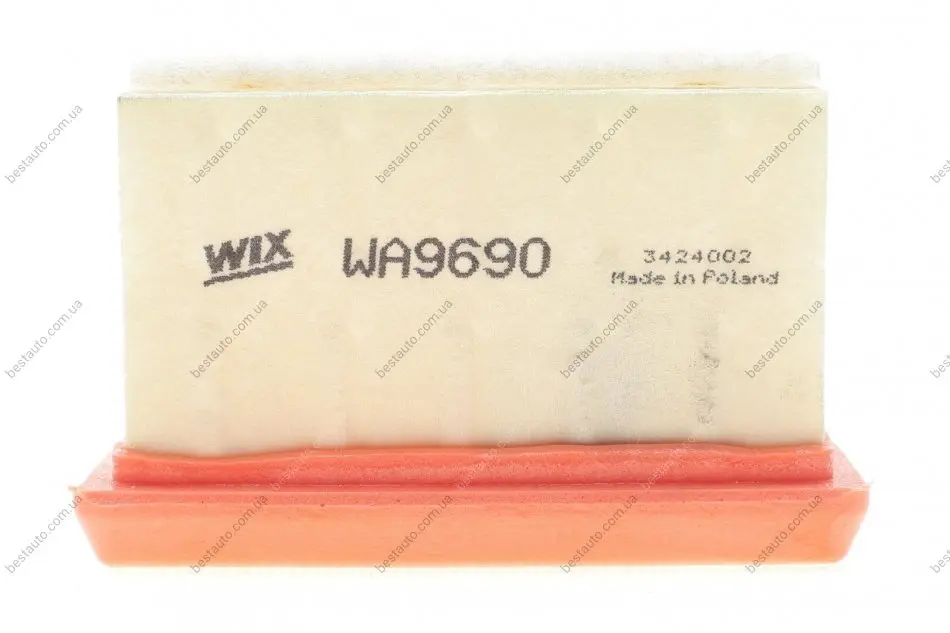 WIX WA9690 3424002
Made in Poland
bestauto.com.ua